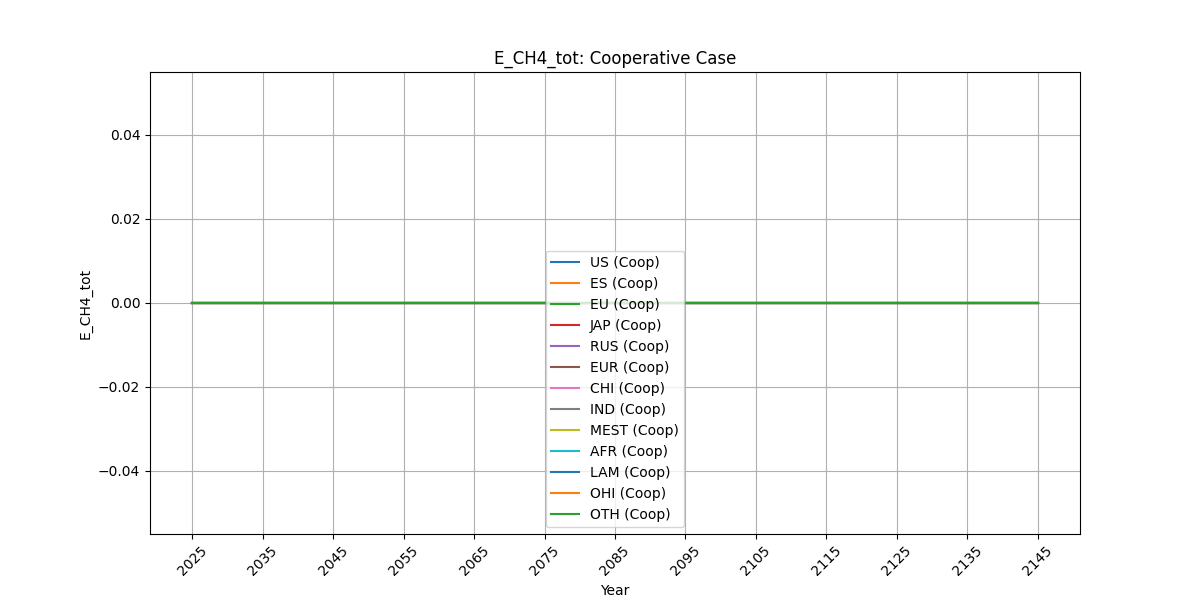 E_CH4_tot: Cooperative Case
0.04
0.02
0.00
−0.02
−0.04
E_CH4_tot
US (Coop)
ES (Coop)
EU (Coop)
JAP (Coop)
RUS (Coop)
EUR (Coop)
CHI (Coop)
IND (Coop)
MEST (Coop)
AFR (Coop)
LAM (Coop)
OHI (Coop)
OTH (Coop)
2025 2035 2045 2055 2065 2075 2085 2095 2105 2115 2125 2135 2145
Year